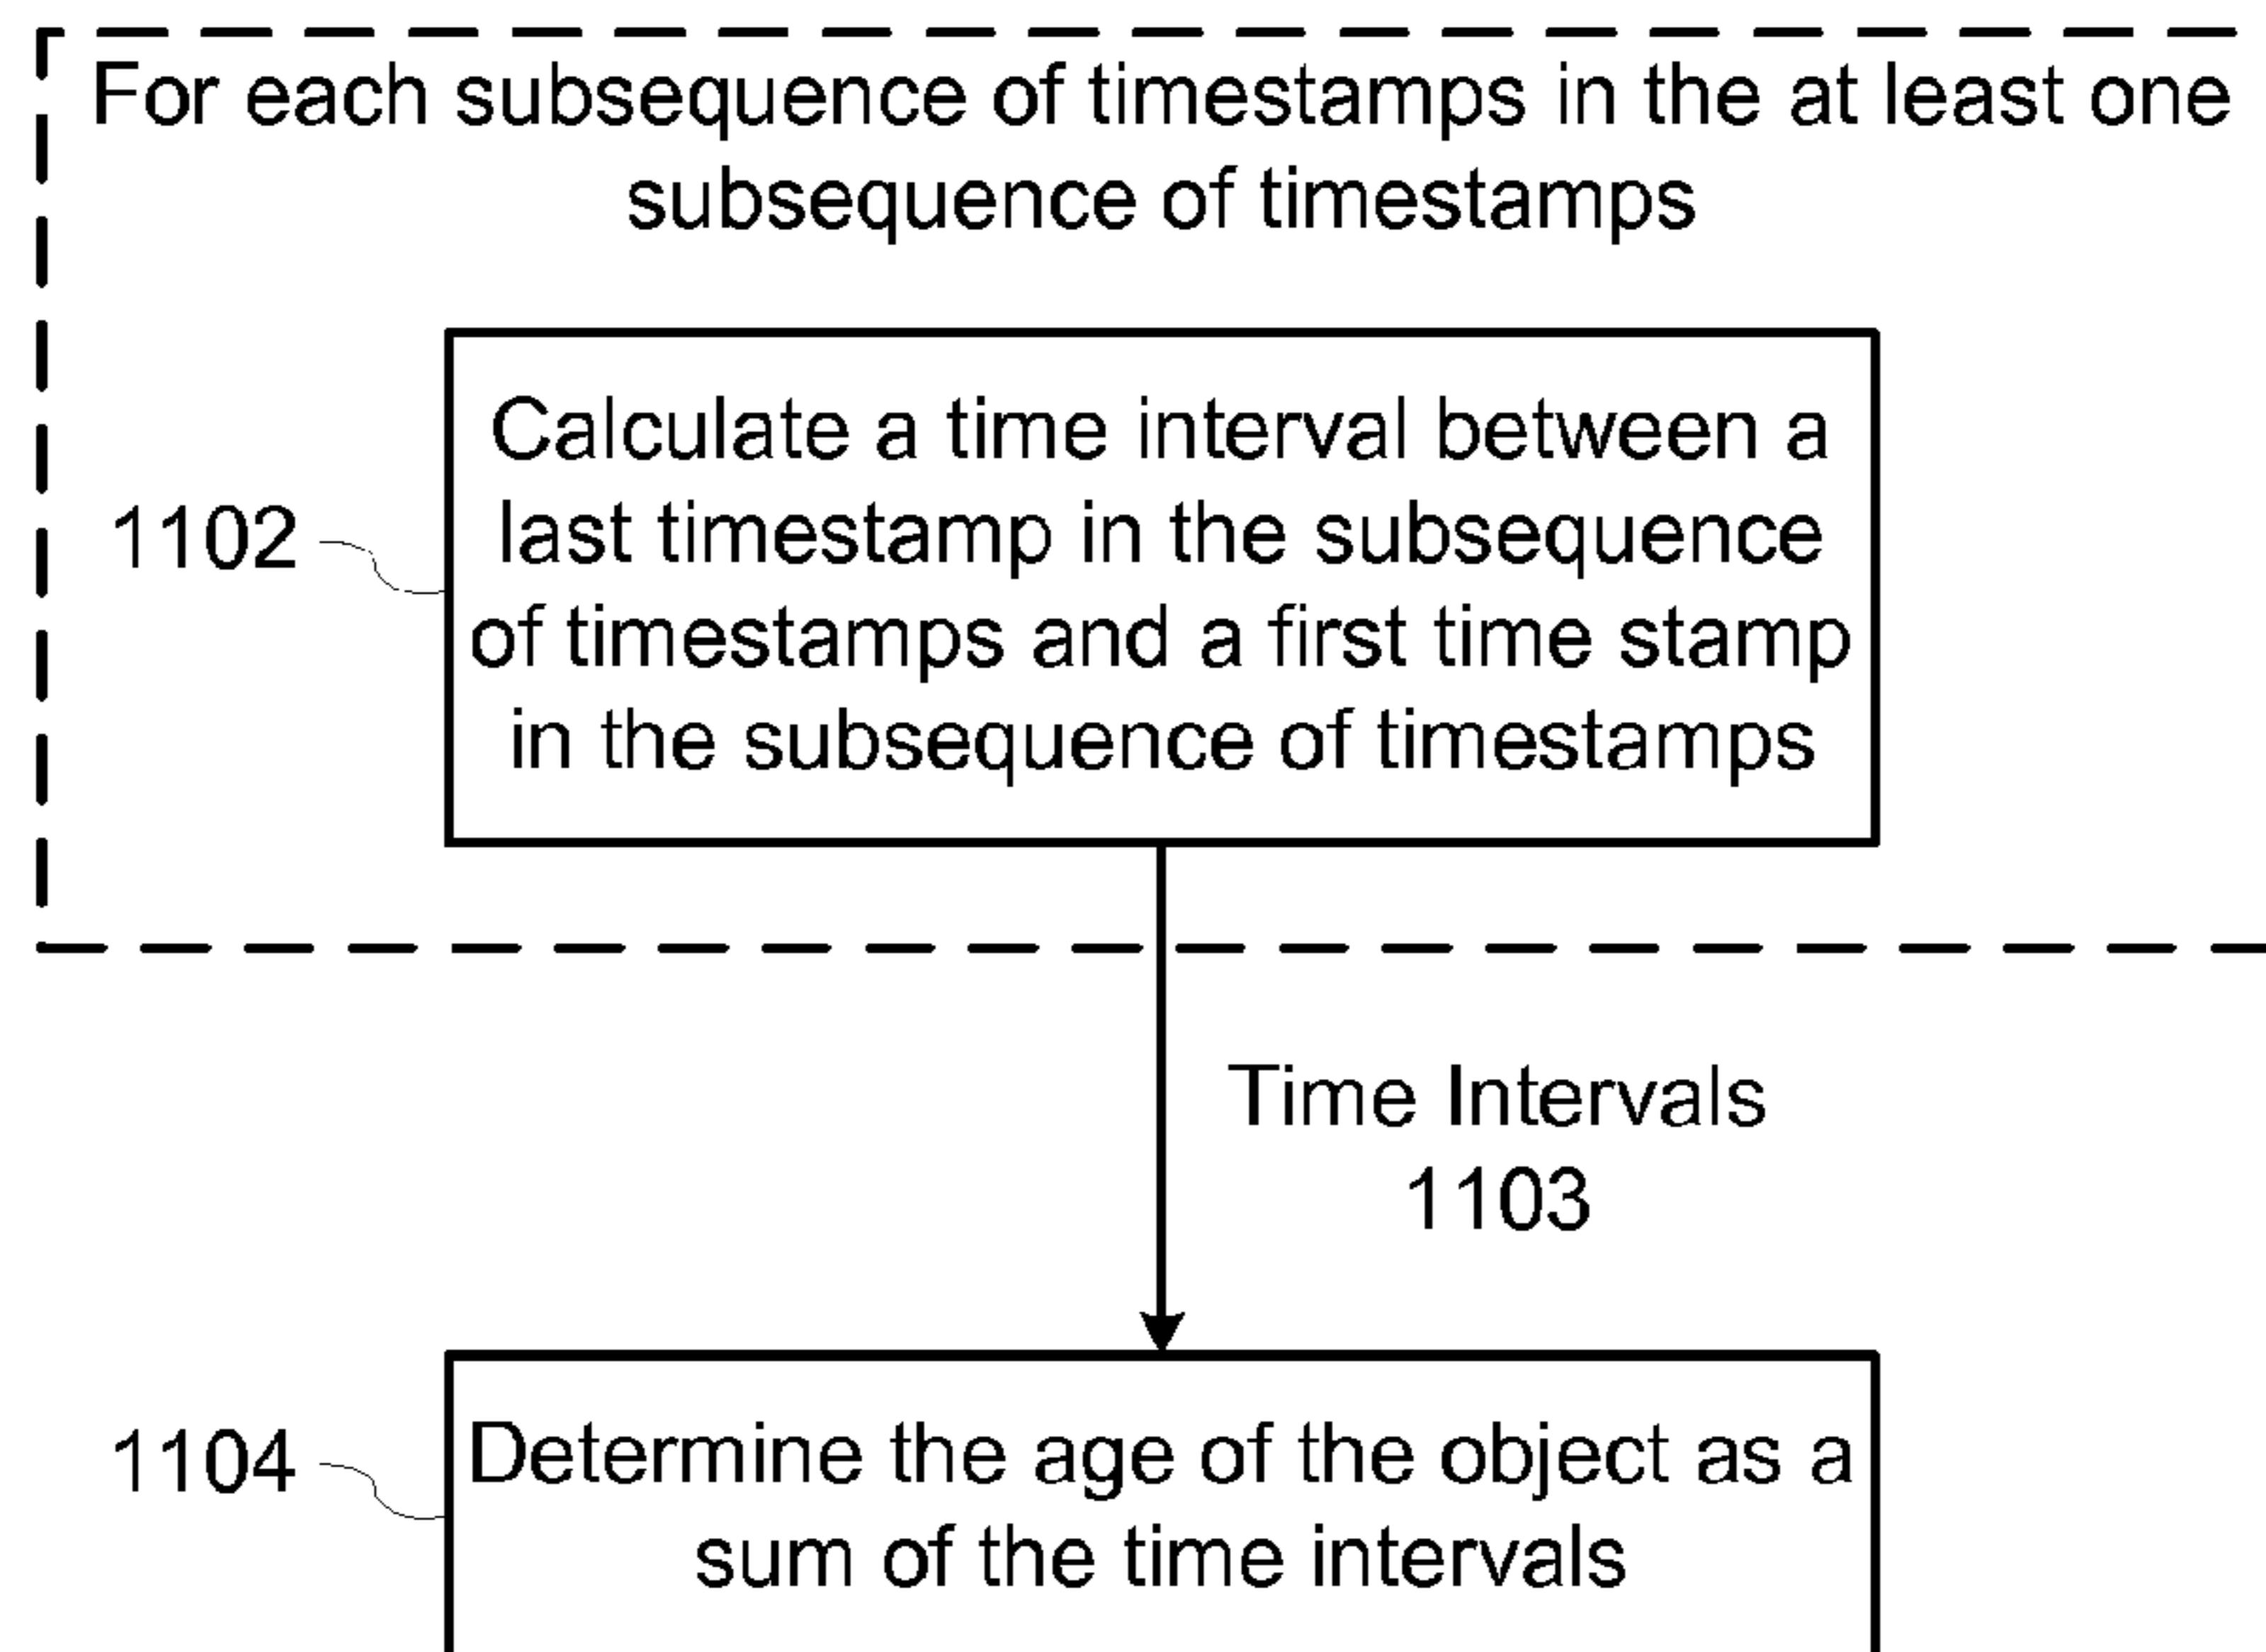 For each subsequence of timestamps in the at least one
subsequence of timestamps
Calculate a time interval between a
last timestamp in the subsequence
of timestamps and a first time stamp
in the subsequence of timestamps
1102
Time Intervals
1103
1104
Determine the age of the object as a
sum of the time intervals